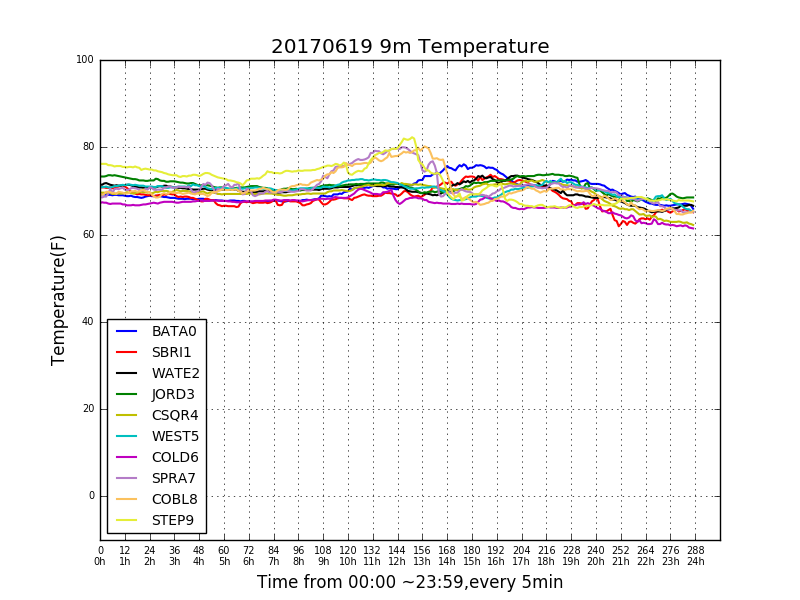 20170619 9m Temperature
100
80
60
40
20
0
Temperature(F)
BATA0
SBRI1
WATE2
JORD3
CSQR4
WEST5
COLD6
SPRA7
COBL8
STEP9
0 12 24 36 48 60 72 84 96 108 120 132 144 156 168 180 192 204 216 228 240 252 264 276 288
0h 1h 2h 3h 4h 5h 6h 7h 8h 9h 10h 11h 12h 13h 14h 15h 16h 17h 18h 19h 20h 21h 22h 23h 24h
Time from 00:00 ~23:59,every 5min